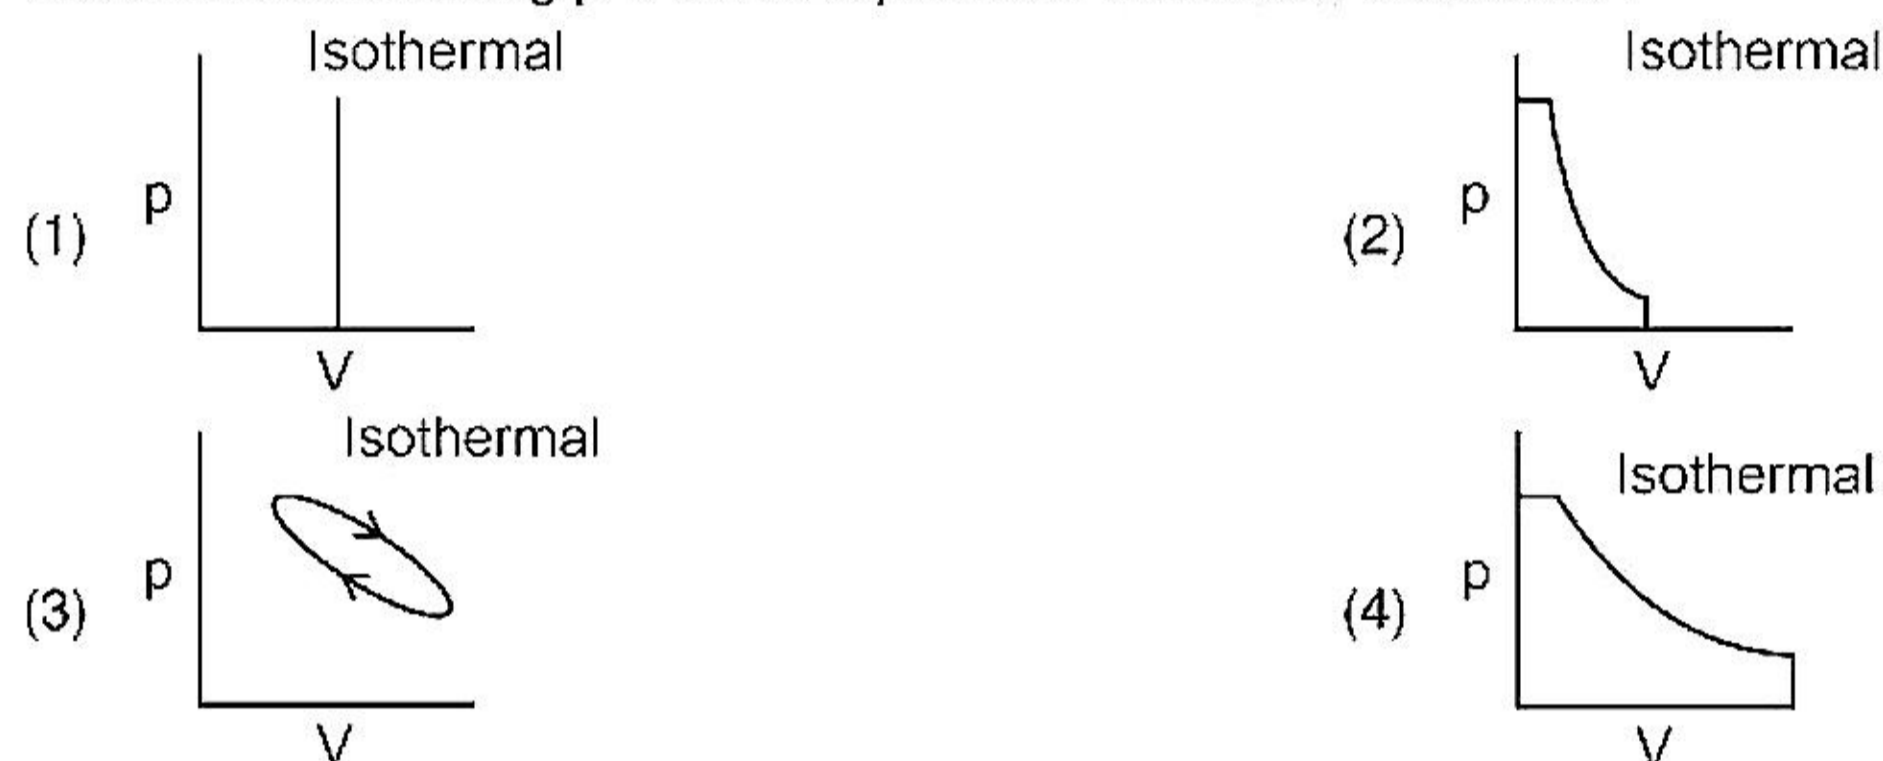 Isothermal Isothermal
p p
(1) (2)
V V
Isothermal Isothermal
p p
(3) (4)
V V